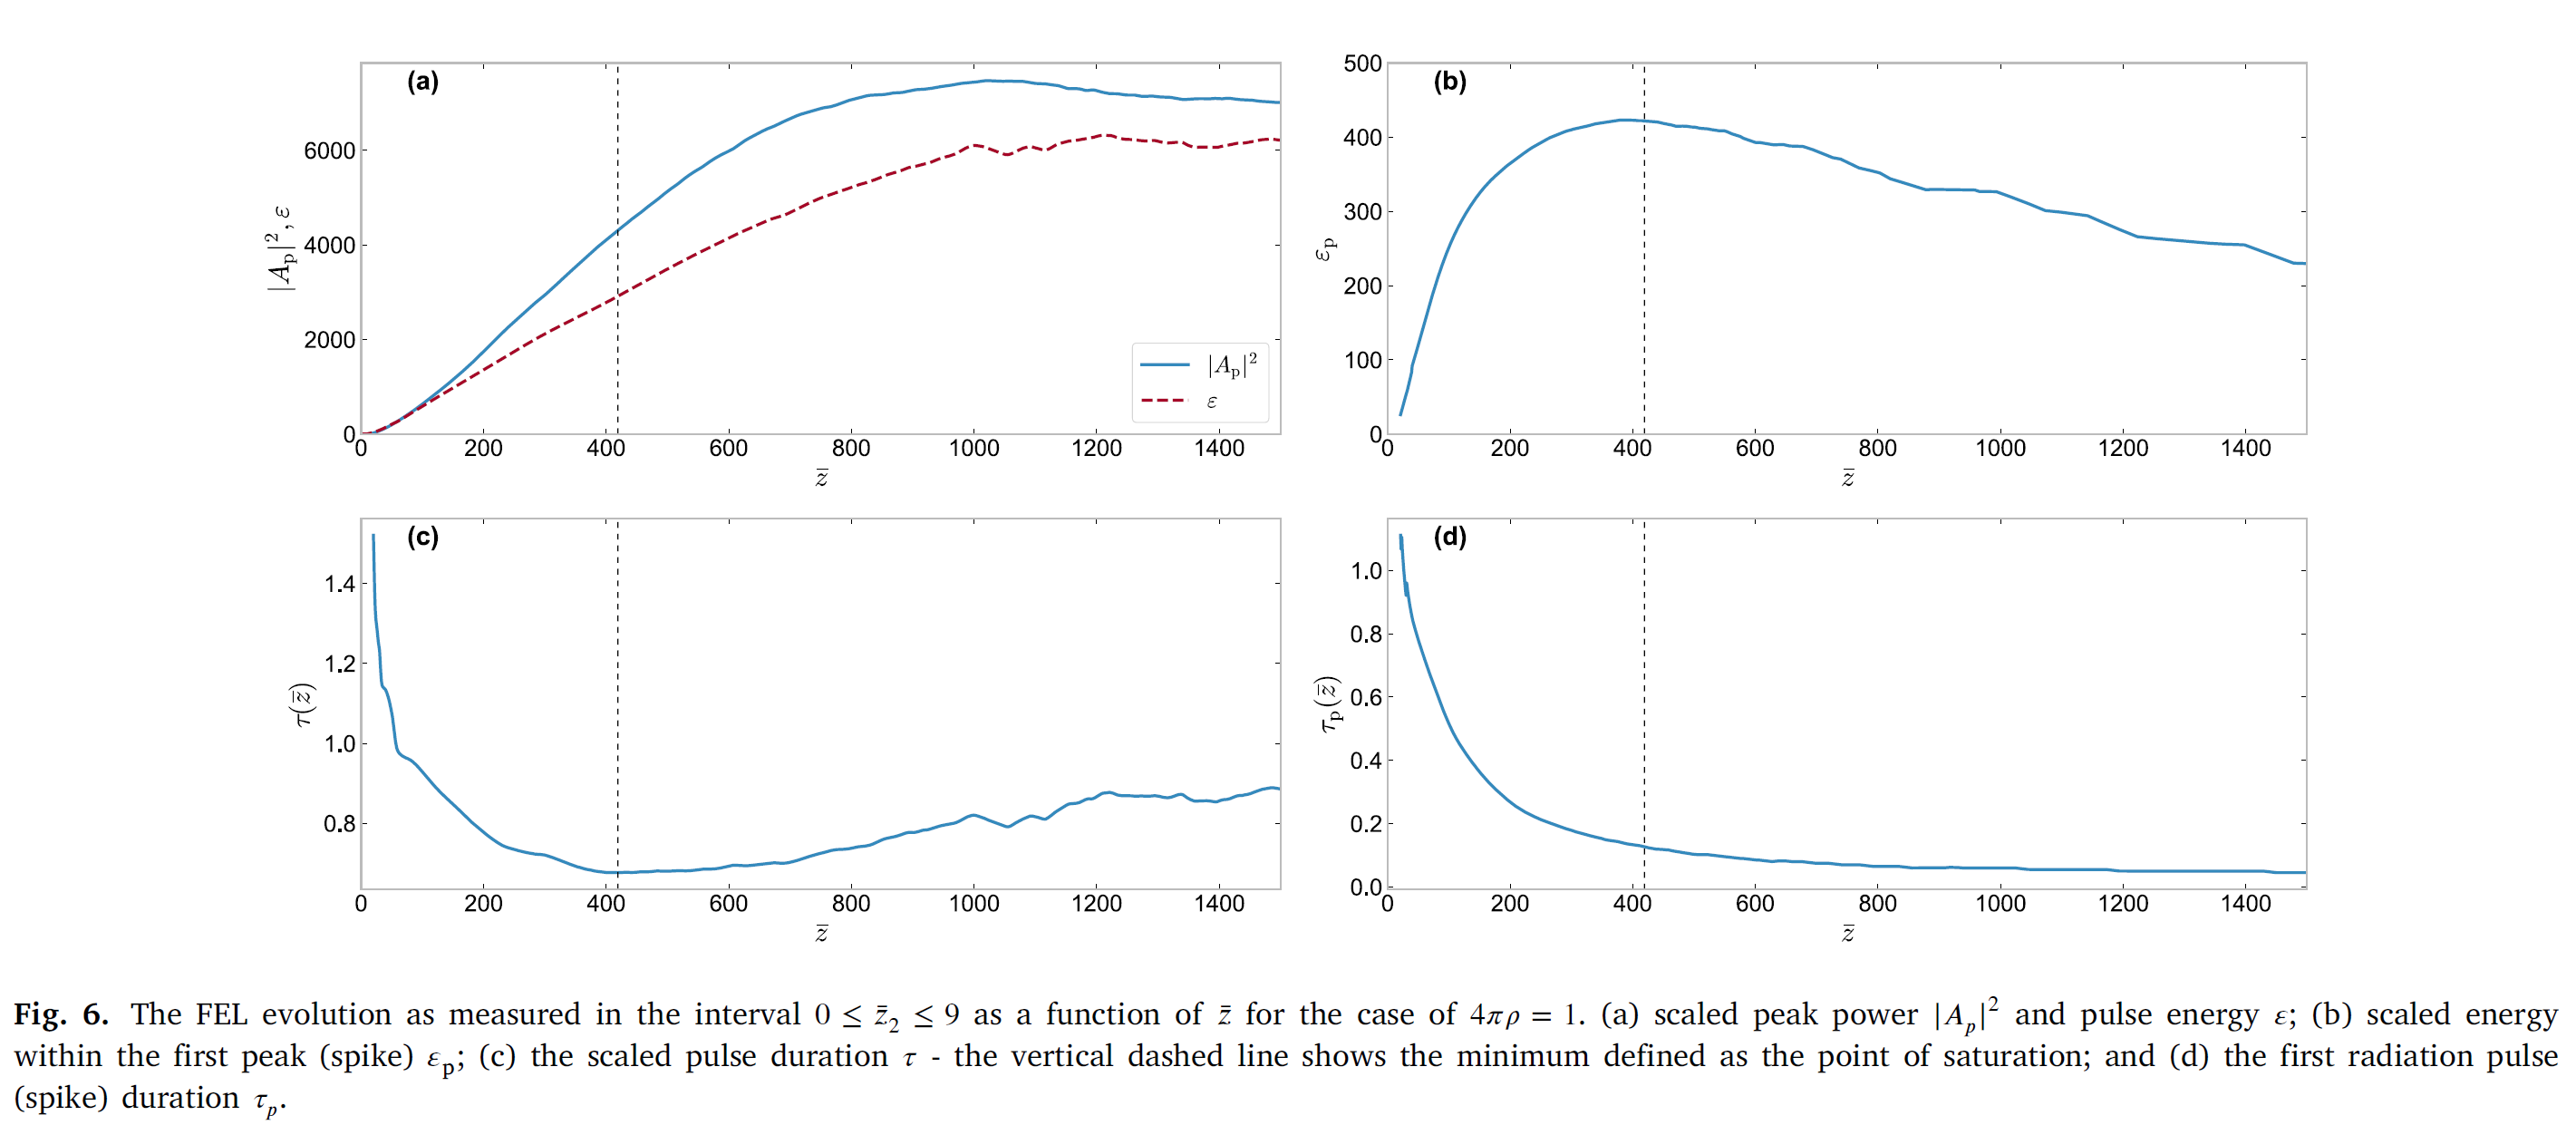 (a)
6000
4000
2000
0
|A_p|², ε
0 200 400 600 800 1000 1200 1400
z̄
|A_p|²
ε
(b)
500
400
300
200
100
0
ε_p
0 200 400 600 800 1000 1200 1400
z̄
(c)
1.4
1.2
1.0
0.8
τ(z̄)
0 200 400 600 800 1000 1200 1400
z̄
(d)
1.0
0.8
0.6
0.4
0.2
0.0
τ_p(z̄)
0 200 400 600 800 1000 1200 1400
z̄
Fig. 6. The FEL evolution as measured in the interval 0 ≤ z̄₂ ≤ 9 as a function of z̄ for the case of 4πρ = 1. (a) scaled peak power |A_p|² and pulse energy ε; (b) scaled energy
within the first peak (spike) ε_p; (c) the scaled pulse duration τ - the vertical dashed line shows the minimum defined as the point of saturation; and (d) the first radiation pulse
(spike) duration τ_p.